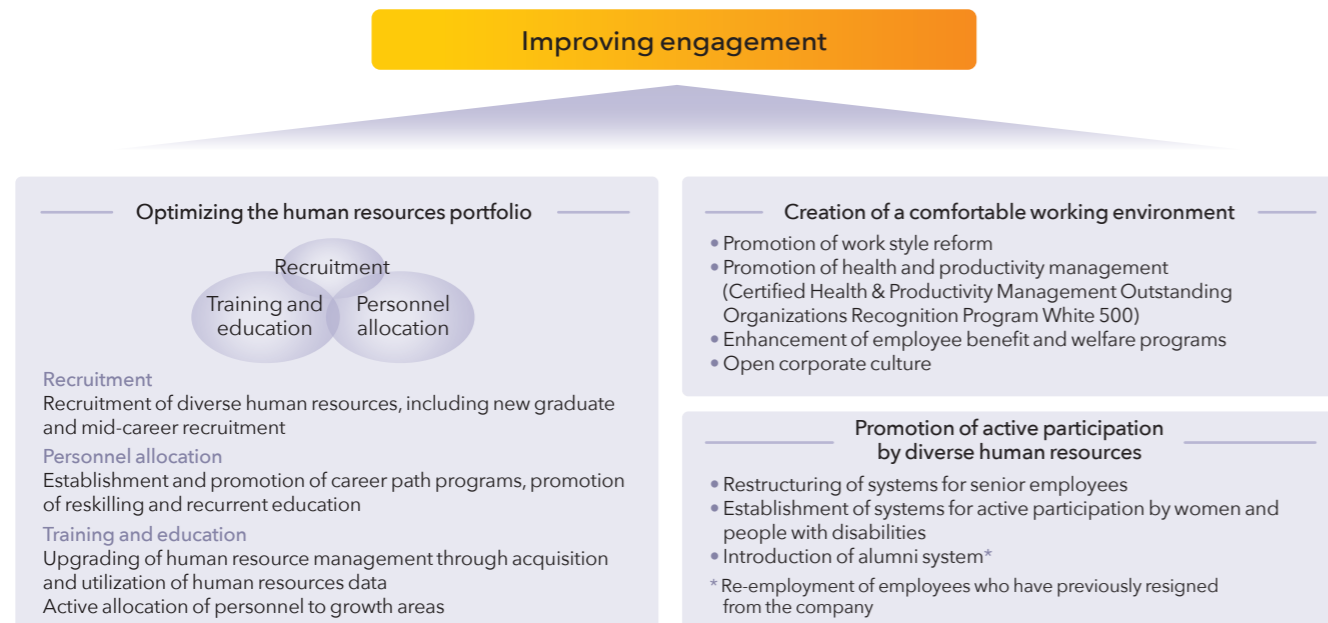 Improving engagement
Optimizing the human resources portfolio
Recruitment
Training and
education
Personnel
allocation
Recruitment
Recruitment of diverse human resources, including new graduate
and mid-career recruitment
Personnel allocation
Establishment and promotion of career path programs, promotion
of reskilling and recurrent education
Training and education
Upgrading of human resource management through acquisition
and utilization of human resources data
Active allocation of personnel to growth areas
Creation of a comfortable working environment
• Promotion of work style reform
• Promotion of health and productivity management
(Certified Health & Productivity Management Outstanding
Organizations Recognition Program White 500)
• Enhancement of employee benefit and welfare programs
• Open corporate culture
Promotion of active participation
by diverse human resources
• Restructuring of systems for senior employees
• Establishment of systems for active participation by women and
people with disabilities
• Introduction of alumni system*
* Re-employment of employees who have previously resigned
from the company